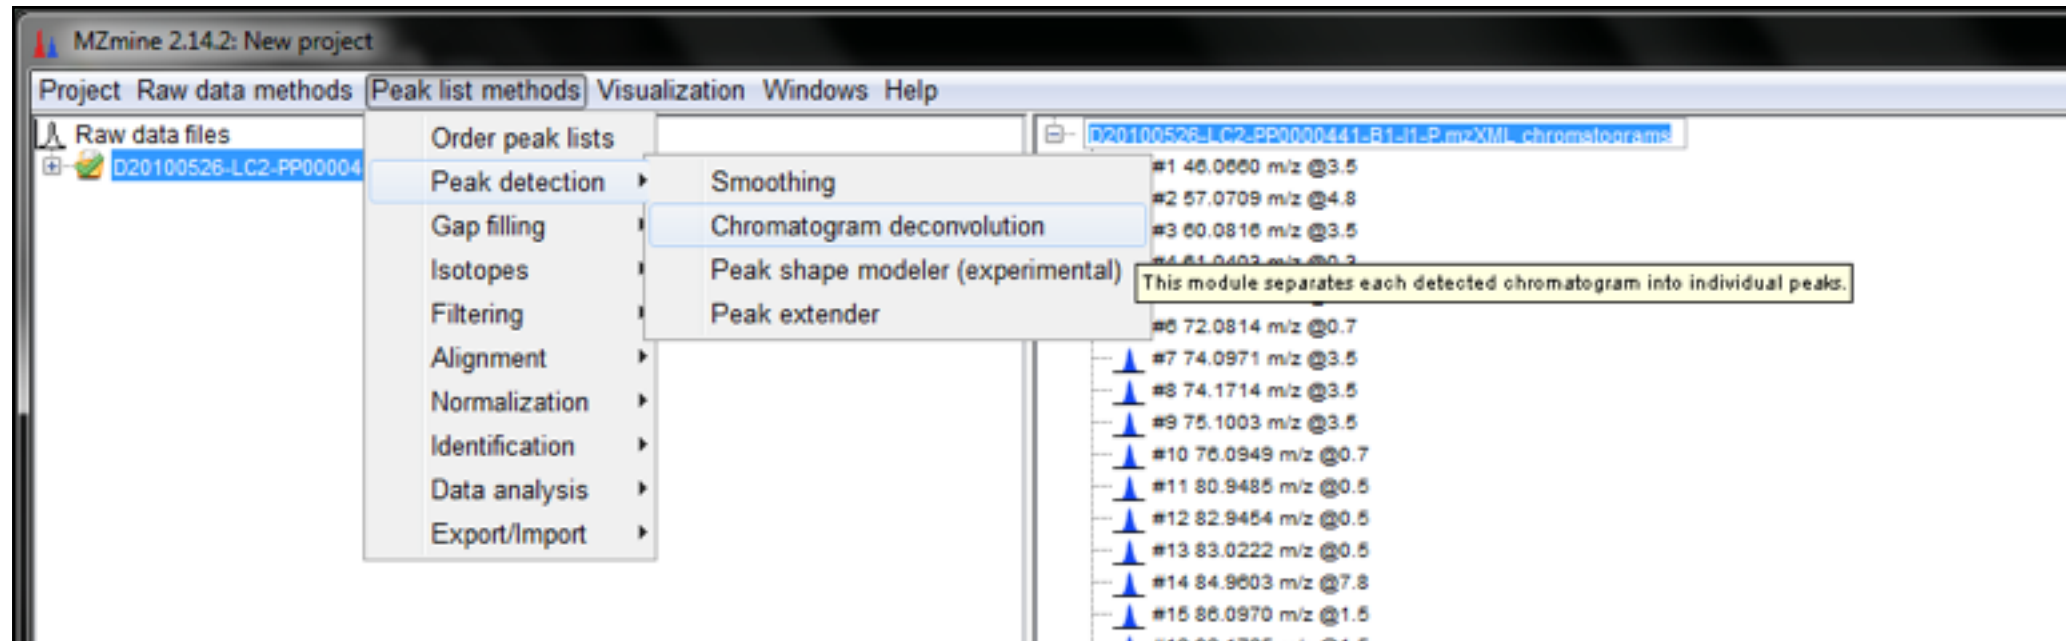 MZmine 2.14.2: New project
Project Raw data methods Peak list methods Visualization Windows Help
Raw data files
D20100526-LC2-PP00004
Order peak lists
Peak detection
Gap filling
Isotopes
Filtering
Alignment
Normalization
Identification
Data analysis
Export/Import
Smoothing
Chromatogram deconvolution
Peak shape modeler (experimental)
Peak extender
This module separates each detected chromatogram into individual peaks.
D20100526-LC2-PP0000441-B1-I1-P.mzXML chromatograms
#1 46.0660 m/z @3.5
#2 57.0709 m/z @4.8
#3 60.0816 m/z @3.5
#6 72.0814 m/z @0.7
#7 74.0971 m/z @3.5
#8 74.1714 m/z @3.5
#9 75.1003 m/z @3.5
#10 76.0949 m/z @0.7
#11 80.9485 m/z @0.5
#12 82.9454 m/z @0.5
#13 83.0222 m/z @0.5
#14 84.9603 m/z @7.8
#15 86.0970 m/z @1.5